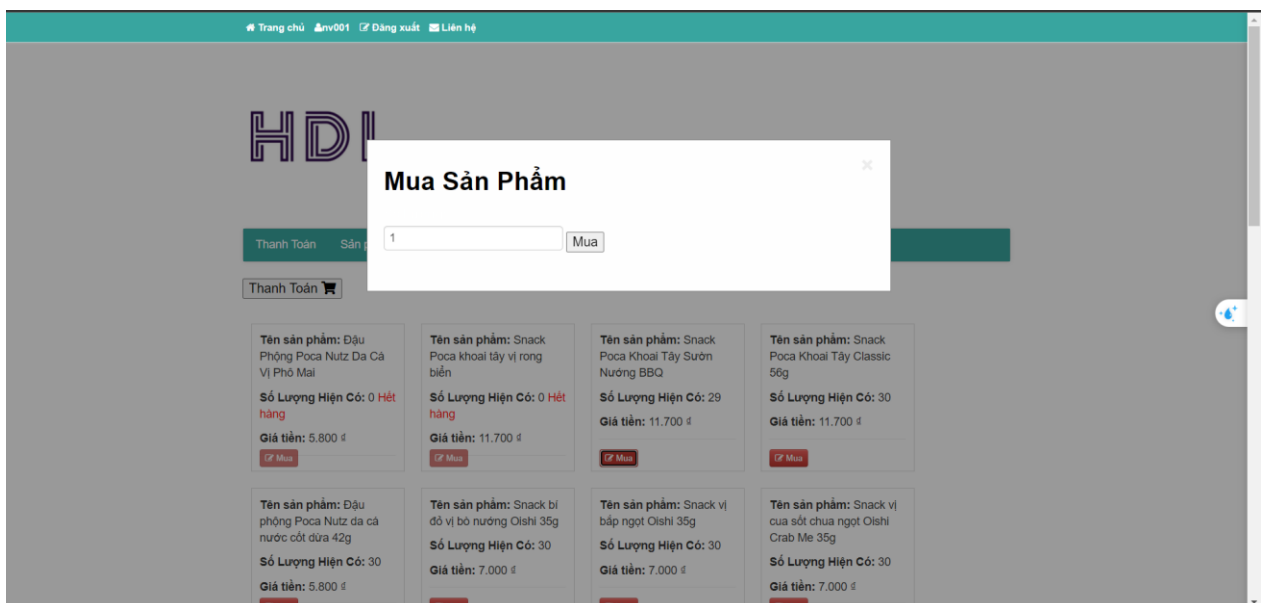 Trang chủ nv001 Đăng xuất Liên hệ
HDI
Mua Sản Phẩm
×
1 Mua
Thanh Toán Sản
Thanh Toán
Tên sản phẩm: Đậu
Phộng Poca Nutz Da Cá
Vị Phô Mai
Số Lượng Hiện Có: 0 Hết
hàng
Giá tiền: 5.800 ₫
Mua
Tên sản phẩm: Snack
Poca khoai tây vị rong
biển
Số Lượng Hiện Có: 0 Hết
hàng
Giá tiền: 11.700 ₫
Mua
Tên sản phẩm: Snack
Poca Khoai Tây Sườn
Nướng BBQ
Số Lượng Hiện Có: 29
Giá tiền: 11.700 ₫
Mua
Tên sản phẩm: Snack
Poca Khoai Tây Classic
56g
Số Lượng Hiện Có: 30
Giá tiền: 11.700 ₫
Mua
Tên sản phẩm: Đậu
phộng Poca Nutz da cá
nước cốt dừa 42g
Số Lượng Hiện Có: 30
Giá tiền: 5.800 ₫
Tên sản phẩm: Snack bí
đỏ vị bò nướng Oishi 35g
Số Lượng Hiện Có: 30
Giá tiền: 7.000 ₫
Tên sản phẩm: Snack vị
bắp ngọt Oishi 35g
Số Lượng Hiện Có: 30
Giá tiền: 7.000 ₫
Tên sản phẩm: Snack vị
cua sốt chua ngọt Oishi
Crab Me 35g
Số Lượng Hiện Có: 30
Giá tiền: 7.000 ₫